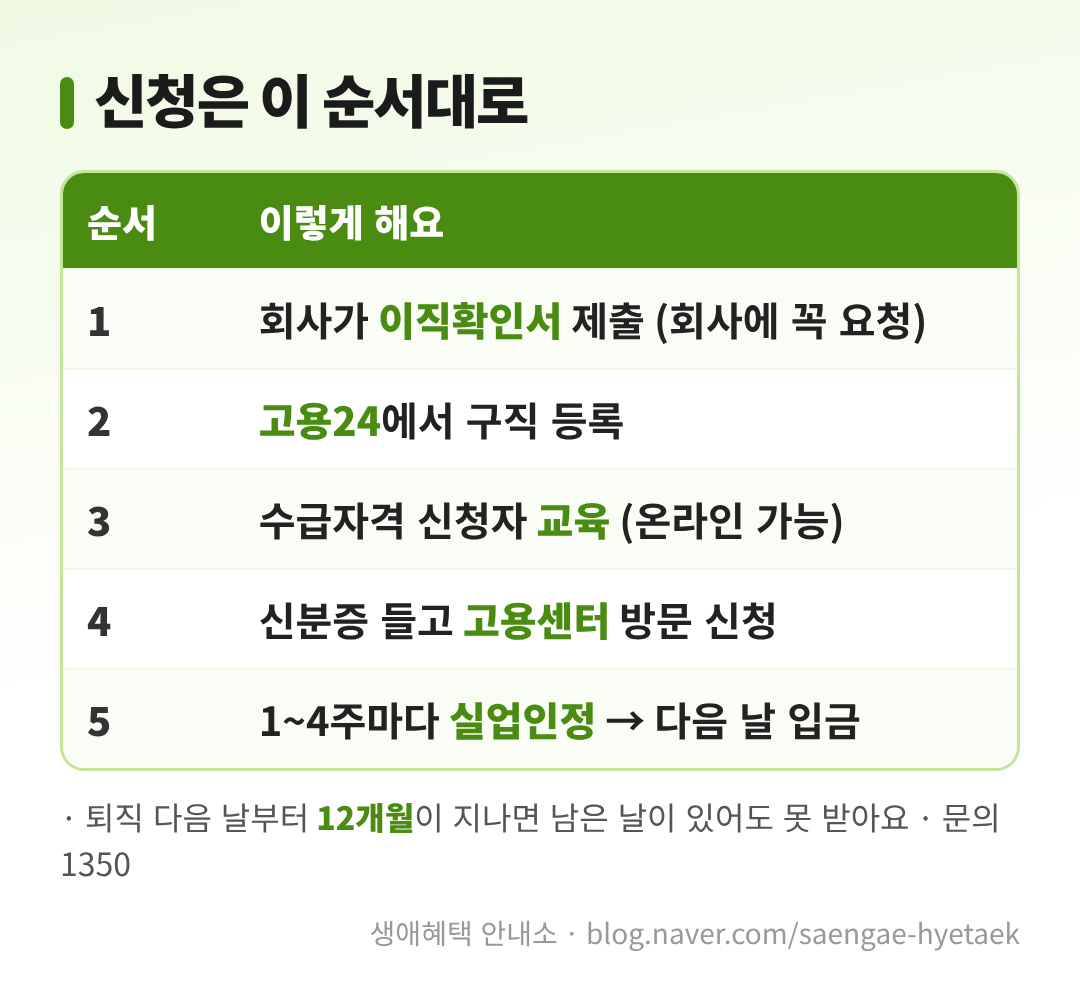 신청은 이 순서대로
순서 이렇게 해요
1 회사가 이직확인서 제출 (회사에 꼭 요청)
2 고용24에서 구직 등록
3 수급자격 신청자 교육 (온라인 가능)
4 신분증 들고 고용센터 방문 신청
5 1~4주마다 실업인정 → 다음 날 입금
· 퇴직 다음 날부터 12개월이 지나면 남은 날이 있어도 못 받아요 · 문의
1350
생애혜택 안내소 · blog.naver.com/saengae-hyetaek